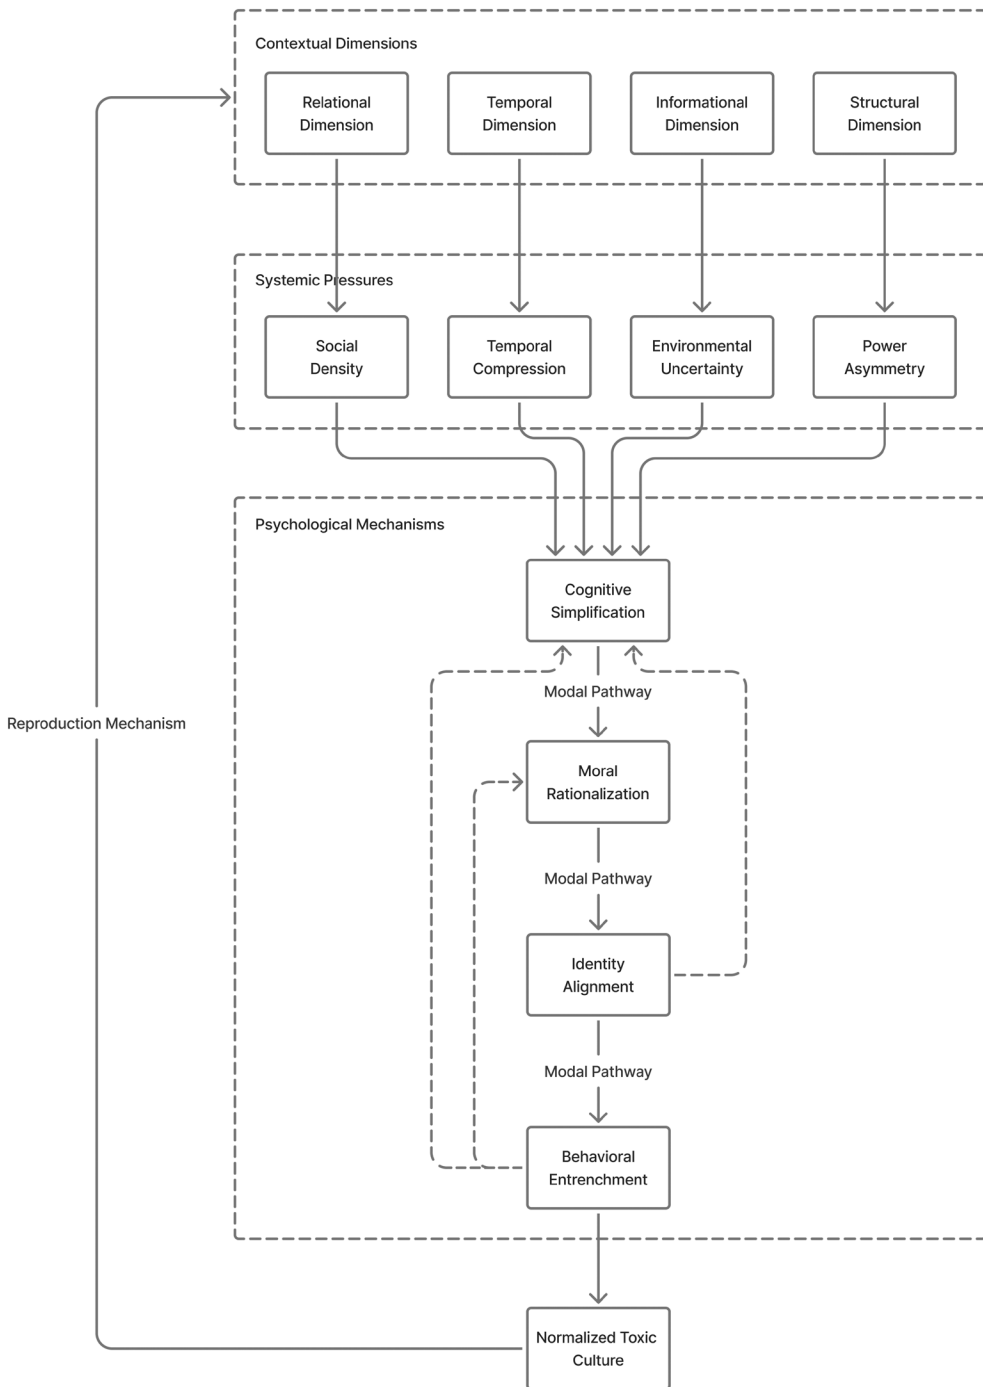 Contextual Dimensions
Relational
Dimension
Temporal
Dimension
Informational
Dimension
Structural
Dimension
Systemic Pressures
Social
Density
Temporal
Compression
Environmental
Uncertainty
Power
Asymmetry
Psychological Mechanisms
Cognitive
Simplification
Modal Pathway
Reproduction Mechanism
Moral
Rationalization
Modal Pathway
Identity
Alignment
Modal Pathway
Behavioral
Entrenchment
Normalized Toxic
Culture